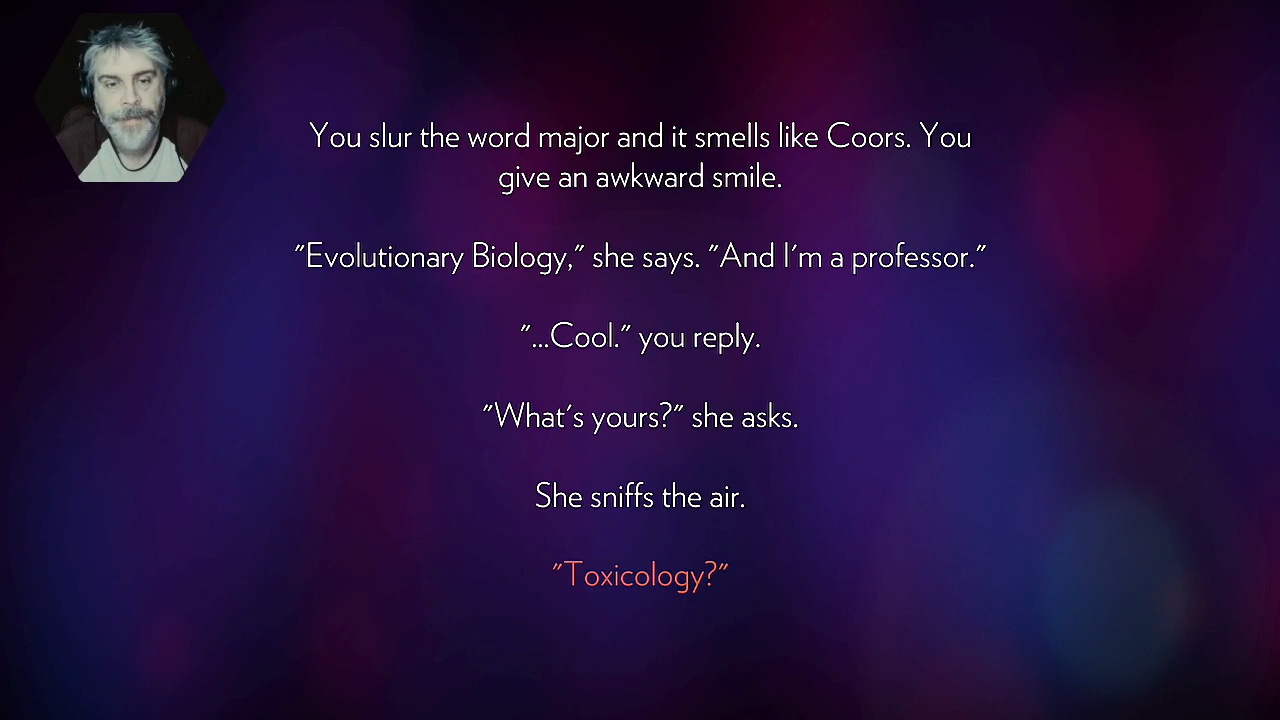 You slur the word major and it smells like Coors. You
give an awkward smile.
"Evolutionary Biology," she says. "And I'm a professor."
"...Cool." you reply.
"What's yours?" she asks.
She sniffs the air.
"Toxicology?"